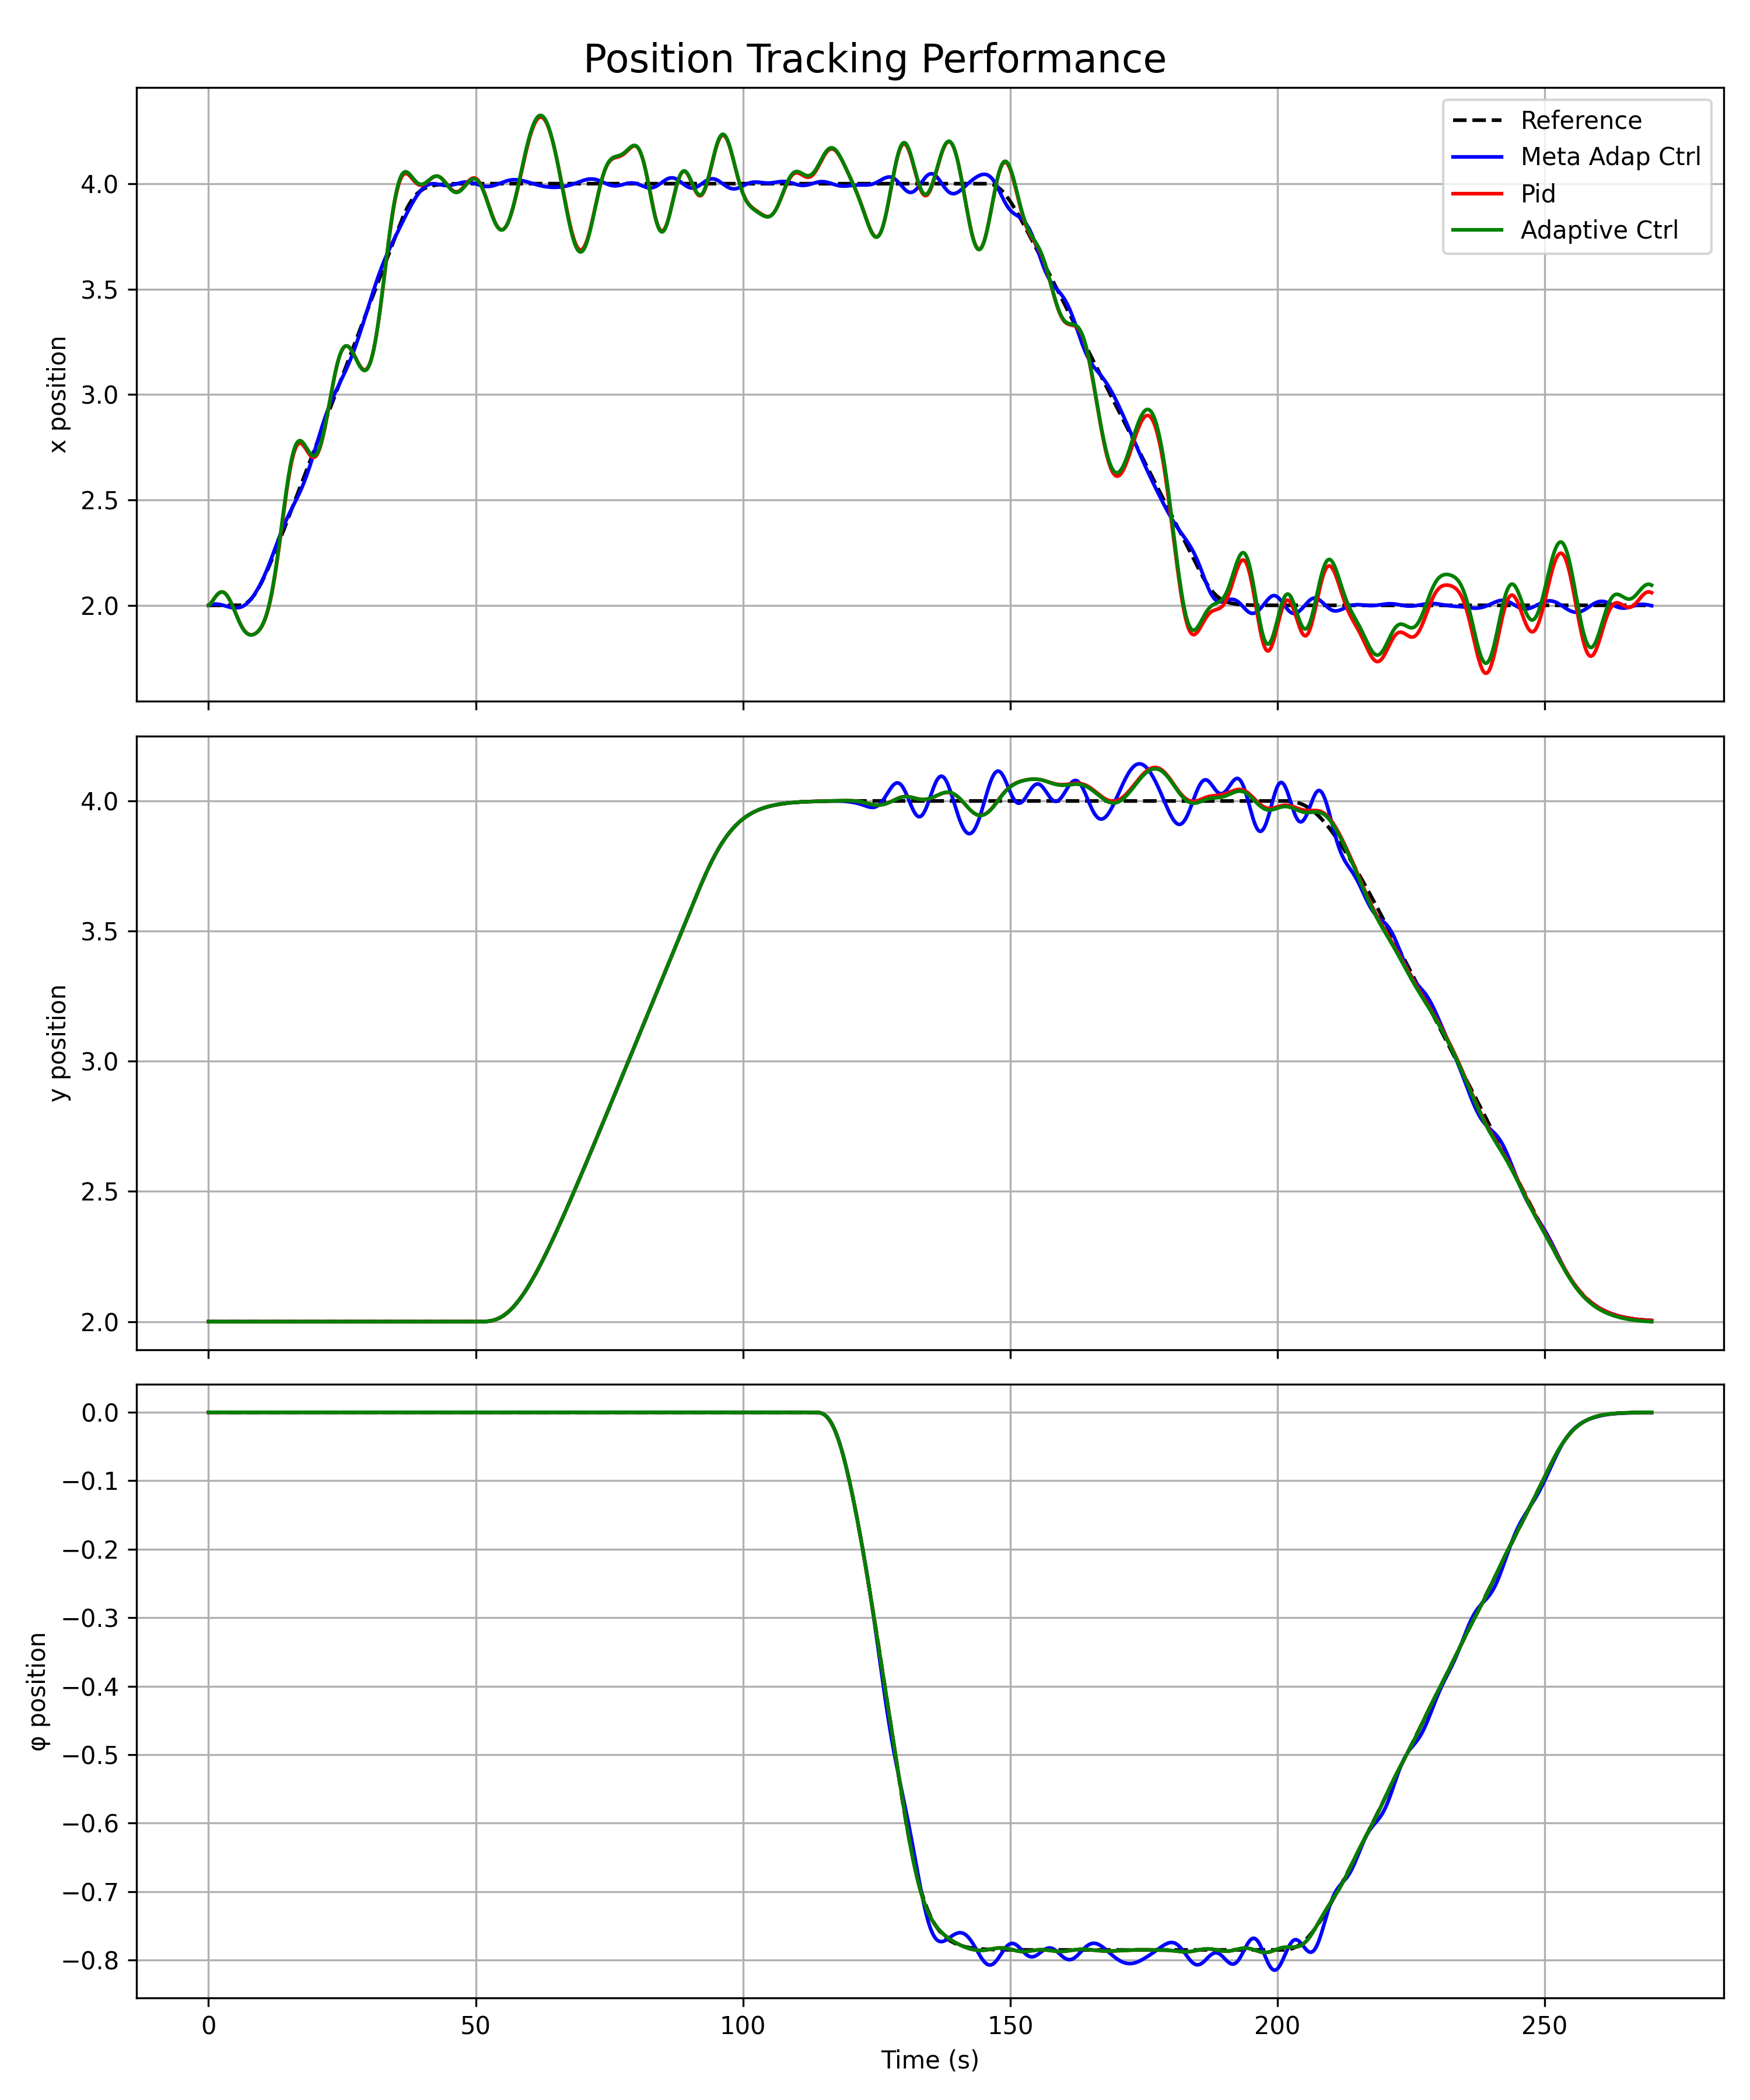 Position Tracking Performance
Reference
Meta Adap Ctrl
Pid
Adaptive Ctrl
x position
4.0
3.5
3.0
2.5
2.0
y position
4.0
3.5
3.0
2.5
2.0
φ position
0.0
−0.1
−0.2
−0.3
−0.4
−0.5
−0.6
−0.7
−0.8
0 50 100 150 200 250
Time (s)